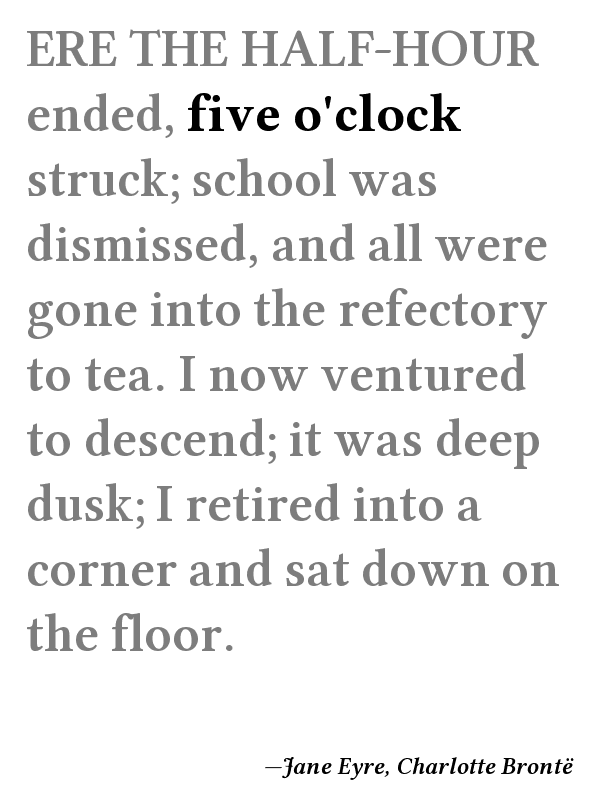 ERE THE HALF-HOUR
ended, five o'clock
struck; school was
dismissed, and all were
gone into the refectory
to tea. I now ventured
to descend; it was deep
dusk; I retired into a
corner and sat down on
the floor.
—Jane Eyre, Charlotte Brontë